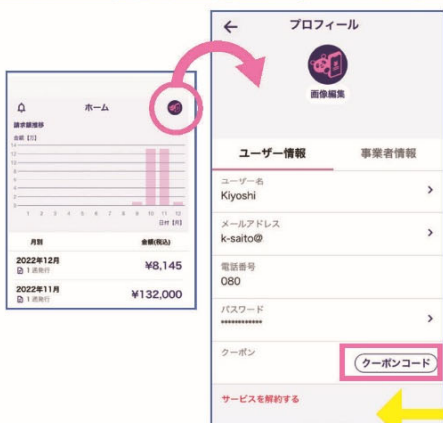 ホーム
請求額推移
金額 [万]
14
12
10
8
6
4
2
0
1 2 3 4 5 6 7 8 9 10 11 12
日付 [月]
月別 金額(税込)
2022年12月
1 通発行
¥8,145
2022年11月
1 通発行
¥132,000
プロフィール
画像編集
ユーザー情報 事業者情報
ユーザー名
Kiyoshi
メールアドレス
k-saito@
電話番号
080
パスワード
••••••••••••
クーポン
クーポンコード
サービスを解約する